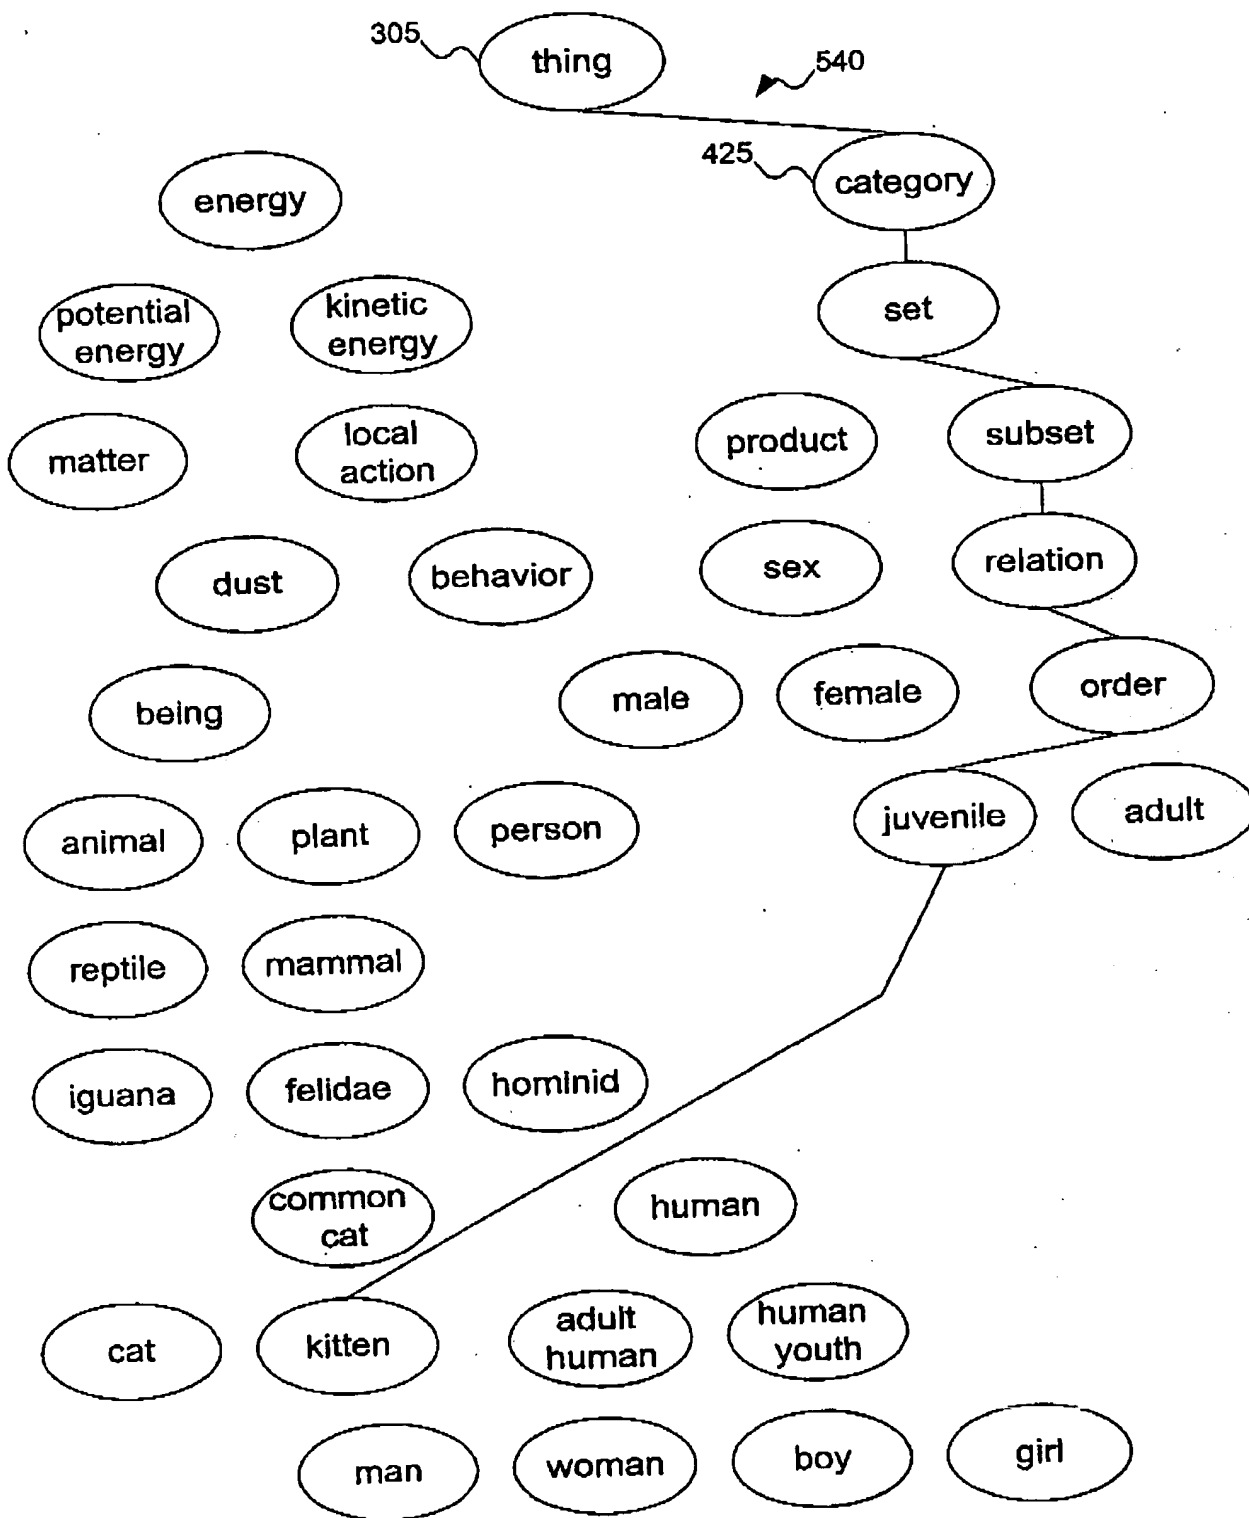 305
thing
540
425
category
energy
set
potential
energy
kinetic
energy
matter
local
action
product
subset
dust
behavior
sex
relation
being
male
female
order
animal
plant
person
juvenile
adult
reptile
mammal
iguana
felidae
hominid
common
cat
human
cat
kitten
adult
human
human
youth
man
woman
boy
girl